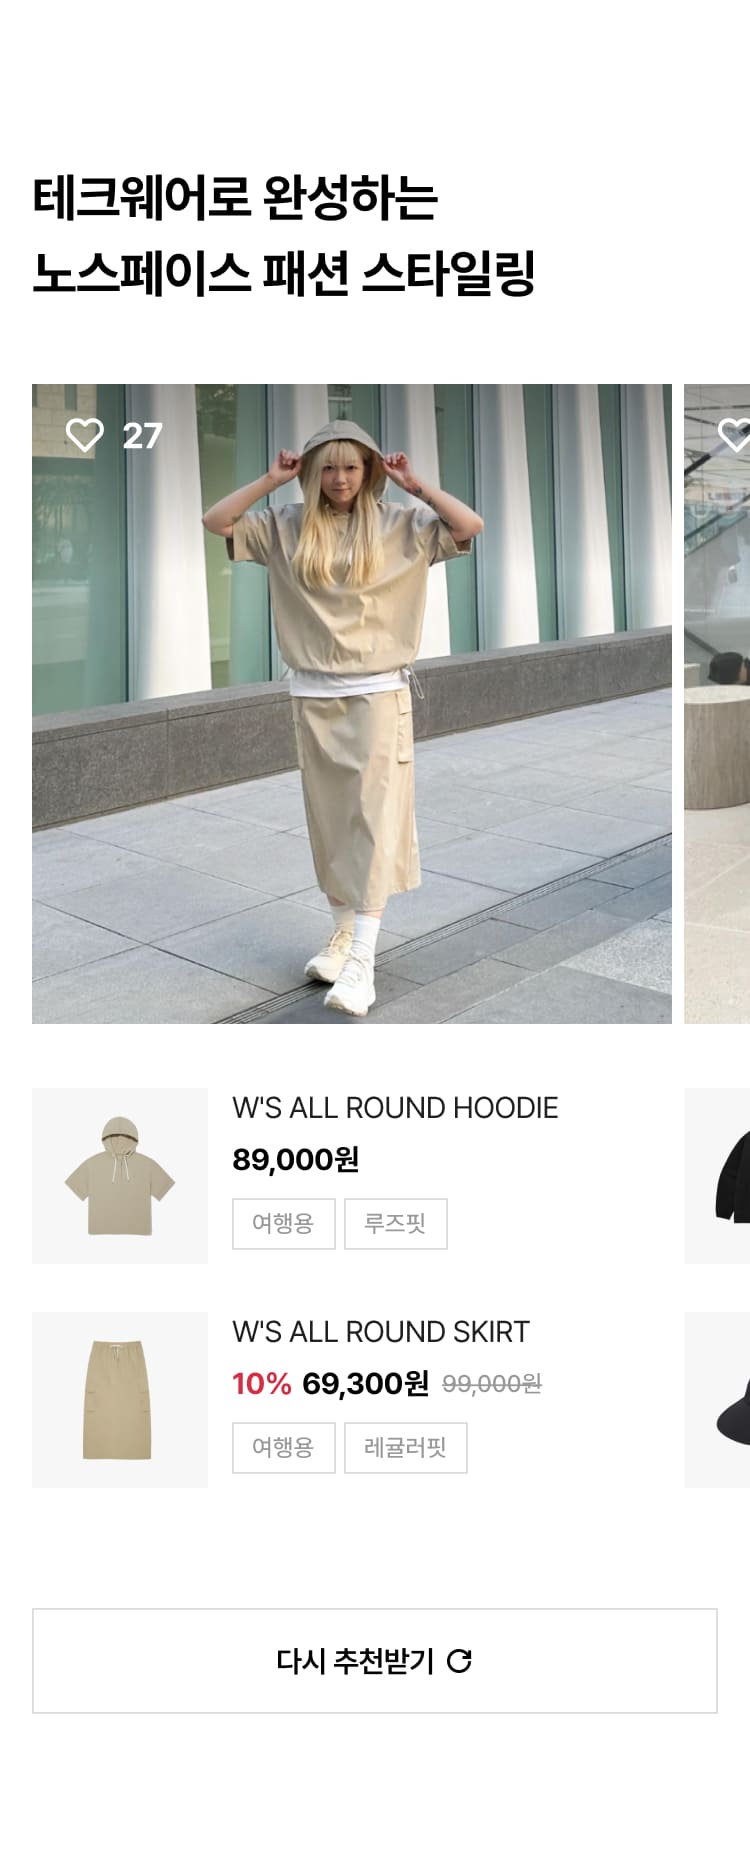 테크웨어로 완성하는
노스페이스 패션 스타일링
27
W'S ALL ROUND HOODIE
89,000원
여행용 루즈핏
W'S ALL ROUND SKIRT
10% 69,300원 99,000원
여행용 레귤러핏
다시 추천받기